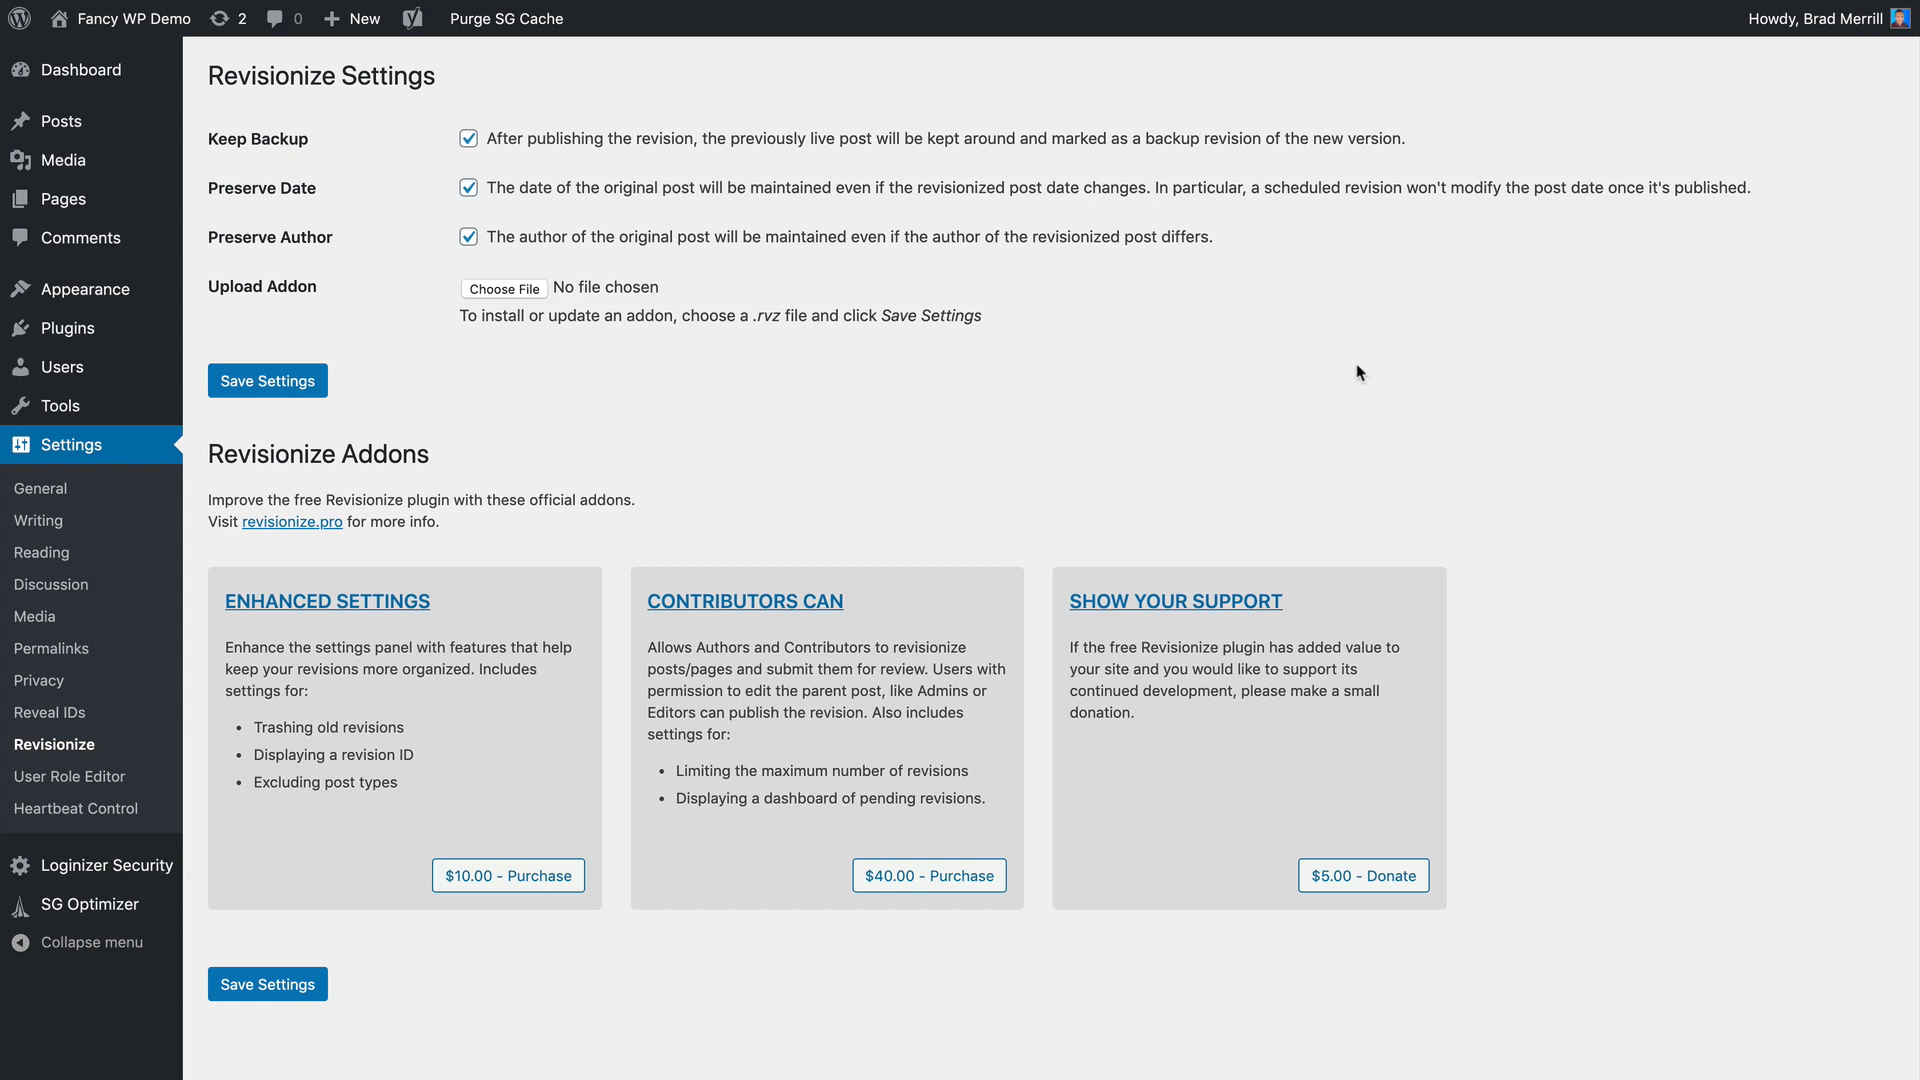 Fancy WP Demo 2 0 New Purge SG Cache Howdy, Brad Merrill
Dashboard
Posts
Media
Pages
Comments
Appearance
Plugins
Users
Tools
Settings
General
Writing
Reading
Discussion
Media
Permalinks
Privacy
Reveal IDs
Revisionize
User Role Editor
Heartbeat Control
Loginizer Security
SG Optimizer
Collapse menu
Revisionize Settings
Keep Backup After publishing the revision, the previously live post will be kept around and marked as a backup revision of the new version.
Preserve Date The date of the original post will be maintained even if the revisionized post date changes. In particular, a scheduled revision won't modify the post date once it's published.
Preserve Author The author of the original post will be maintained even if the author of the revisionized post differs.
Upload Addon Choose File No file chosen
To install or update an addon, choose a .rvz file and click Save Settings
Save Settings
Revisionize Addons
Improve the free Revisionize plugin with these official addons.
Visit revisionize.pro for more info.
ENHANCED SETTINGS
Enhance the settings panel with features that help
keep your revisions more organized. Includes
settings for:
• Trashing old revisions
• Displaying a revision ID
• Excluding post types
$10.00 - Purchase
CONTRIBUTORS CAN
Allows Authors and Contributors to revisionize
posts/pages and submit them for review. Users with
permission to edit the parent post, like Admins or
Editors can publish the revision. Also includes
settings for:
• Limiting the maximum number of revisions
• Displaying a dashboard of pending revisions.
$40.00 - Purchase
SHOW YOUR SUPPORT
If the free Revisionize plugin has added value to
your site and you would like to support its
continued development, please make a small
donation.
$5.00 - Donate
Save Settings